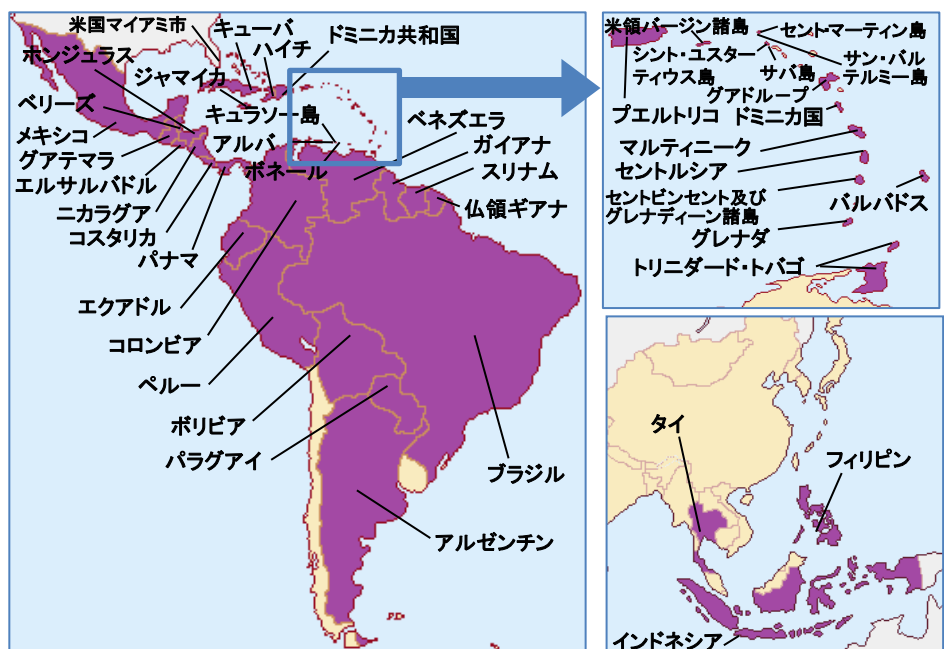 米国マイアミ市
キューバ
ハイチ
ドミニカ共和国
ホンジュラス
ジャマイカ
ベリーズ
キュラソー島
メキシコ
アルバ
ベネズエラ
グアテマラ
ボネール
ガイアナ
エルサルバドル
スリナム
ニカラグア
仏領ギアナ
コスタリカ
パナマ
エクアドル
コロンビア
ペルー
ボリビア
パラグアイ
ブラジル
アルゼンチン
米領バージン諸島
セントマーティン島
シント・ユスター
ティウス島
サバ島
サン・バル
テルミー島
グアドループ
プエルトリコ
ドミニカ国
マルティニーク
セントルシア
セントビンセント及び
グレナディーン諸島
バルバドス
グレナダ
トリニダード・トバゴ
タイ
フィリピン
インドネシア